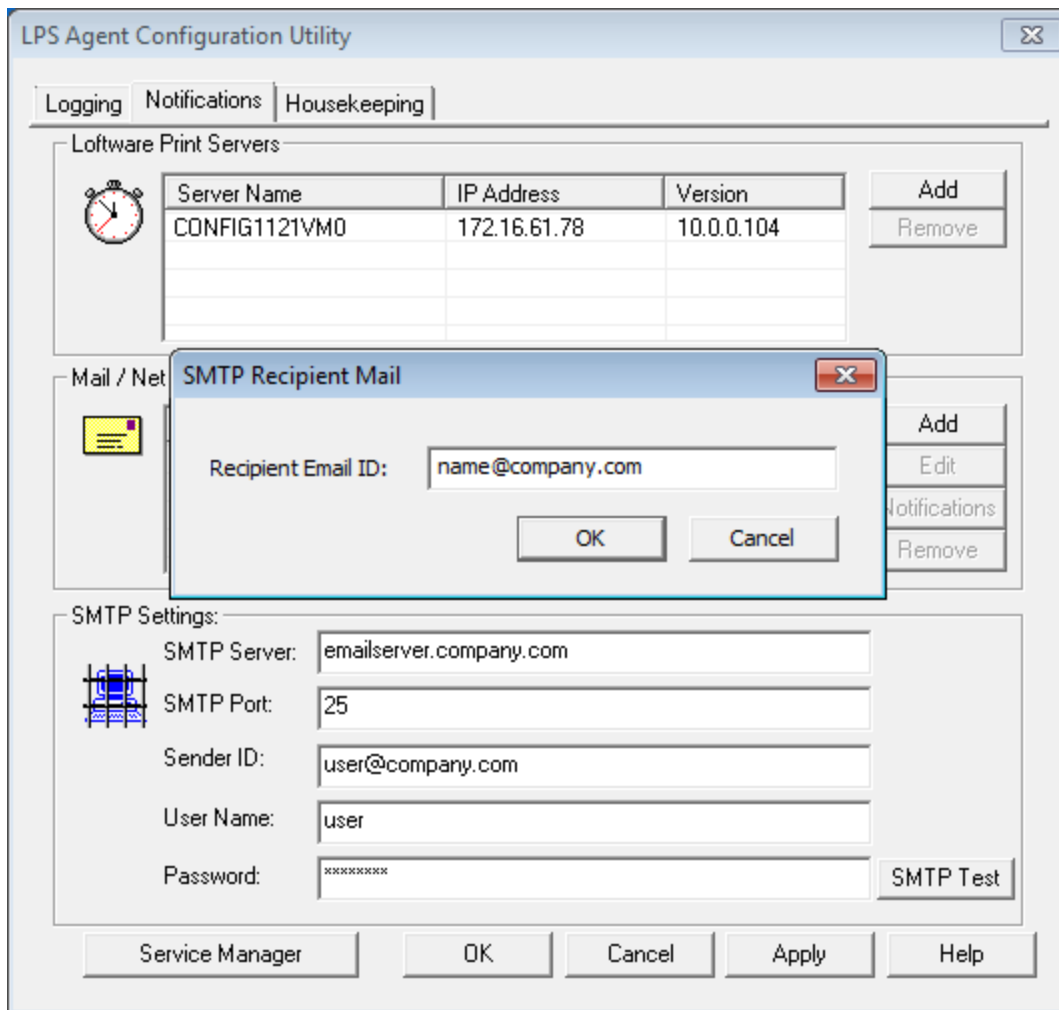 LPS Agent Configuration Utility
Logging Notifications Housekeeping
Loftware Print Servers
Server Name IP Address Version
CONFIG1121VM0 172.16.61.78 10.0.0.104
Add
Remove
Mail / Net
SMTP Recipient Mail
Recipient Email ID: name@company.com
OK Cancel
Add
Edit
Notifications
Remove
SMTP Settings:
SMTP Server: emailserver.company.com
SMTP Port: 25
Sender ID: user@company.com
User Name: user
Password: ********
SMTP Test
Service Manager OK Cancel Apply Help